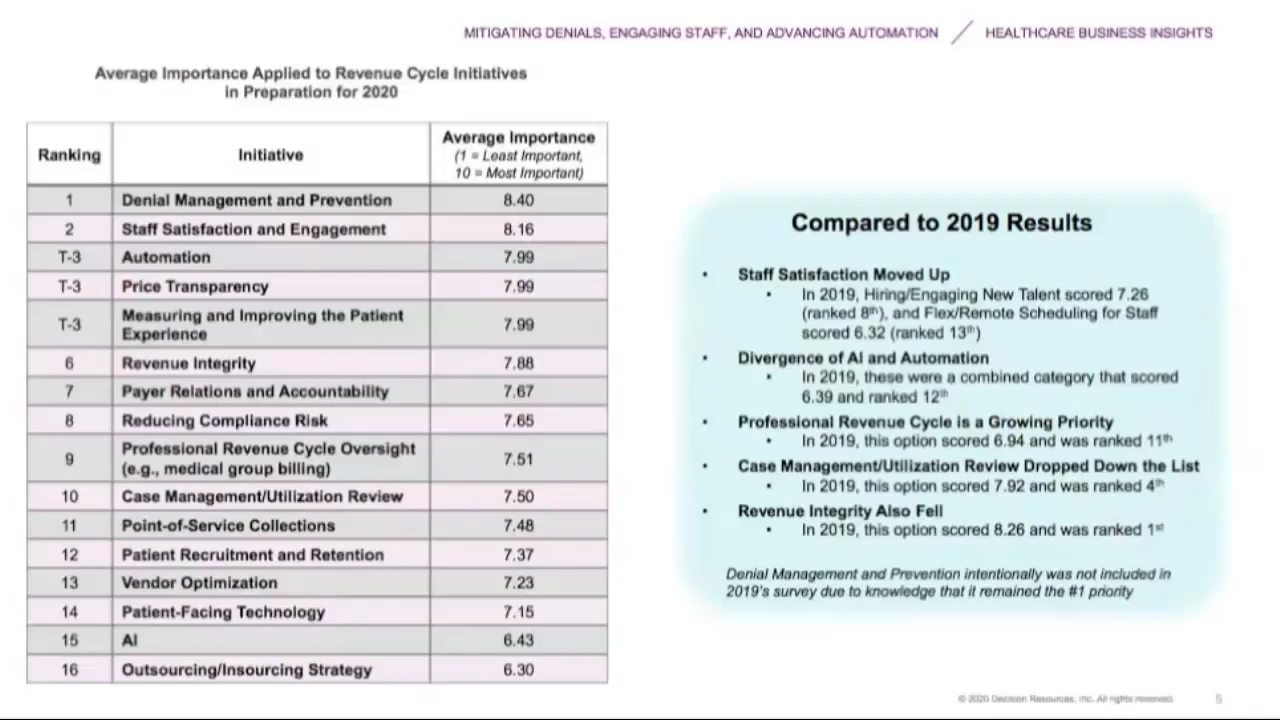 MITIGATING DENIALS, ENGAGING STAFF, AND ADVANCING AUTOMATION / HEALTHCARE BUSINESS INSIGHTS
Average Importance Applied to Revenue Cycle Initiatives
in Preparation for 2020
Ranking Initiative Average Importance
(1 = Least Important,
10 = Most Important)
1 Denial Management and Prevention 8.40
2 Staff Satisfaction and Engagement 8.16
T-3 Automation 7.99
T-3 Price Transparency 7.99
T-3 Measuring and Improving the Patient
Experience 7.99
6 Revenue Integrity 7.88
7 Payer Relations and Accountability 7.67
8 Reducing Compliance Risk 7.65
9 Professional Revenue Cycle Oversight
(e.g., medical group billing) 7.51
10 Case Management/Utilization Review 7.50
11 Point-of-Service Collections 7.48
12 Patient Recruitment and Retention 7.37
13 Vendor Optimization 7.23
14 Patient-Facing Technology 7.15
15 AI 6.43
16 Outsourcing/Insourcing Strategy 6.30
Compared to 2019 Results
• Staff Satisfaction Moved Up
• In 2019, Hiring/Engaging New Talent scored 7.26
(ranked 8th), and Flex/Remote Scheduling for Staff
scored 6.32 (ranked 13th)
• Divergence of AI and Automation
• In 2019, these were a combined category that scored
6.39 and ranked 12th
• Professional Revenue Cycle is a Growing Priority
• In 2019, this option scored 6.94 and was ranked 11th
• Case Management/Utilization Review Dropped Down the List
• In 2019, this option scored 7.92 and was ranked 4th
• Revenue Integrity Also Fell
• In 2019, this option scored 8.26 and was ranked 1st
Denial Management and Prevention intentionally was not included in
2019's survey due to knowledge that it remained the #1 priority
© 2020 Decision Resources, Inc. All rights reserved. 5